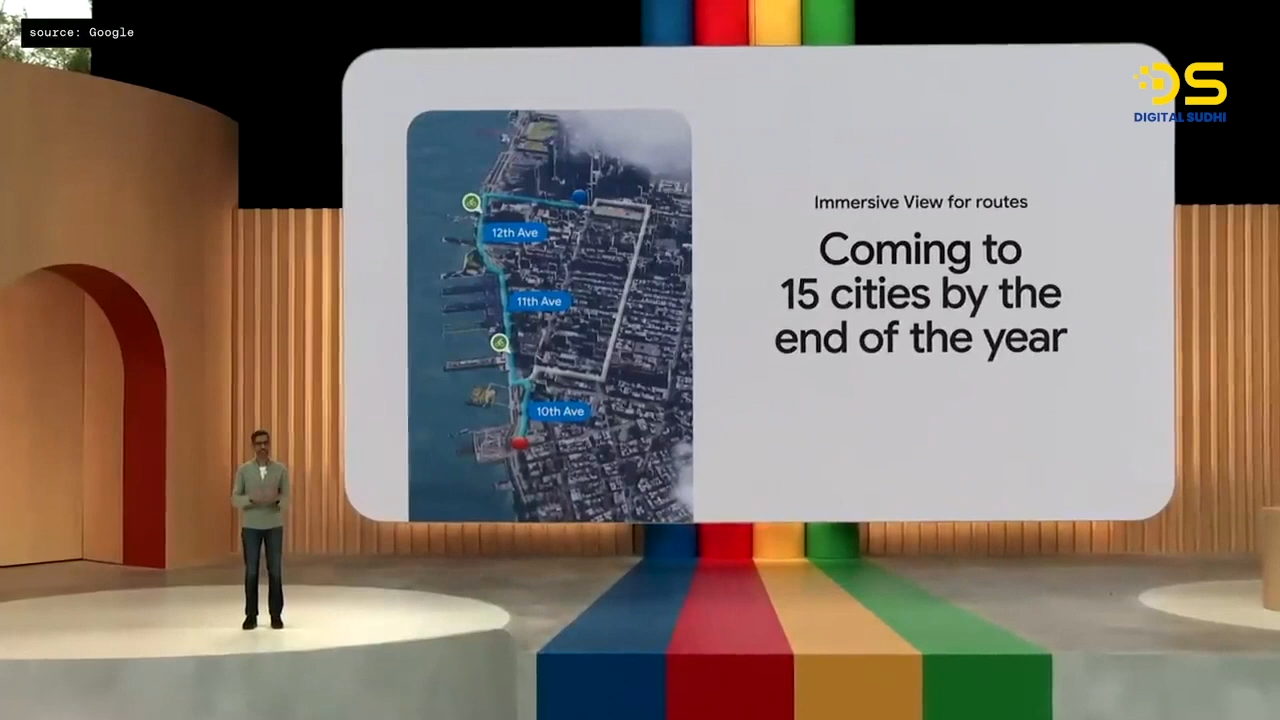 source: Google
DS
DIGITAL SUDHI
Immersive View for routes
Coming to
15 cities by the
end of the year
12th Ave
11th Ave
10th Ave